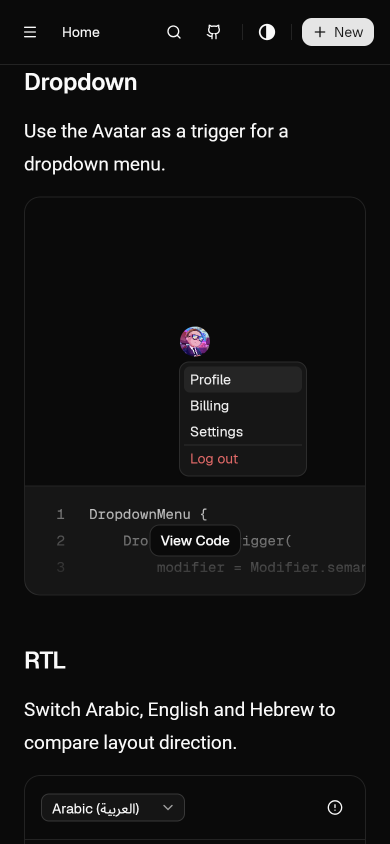 Home
New
Dropdown
Use the Avatar as a trigger for a
dropdown menu.
Profile
Billing
Settings
Log out
1 DropdownMenu {
2 Dro
View Code
igger(
3 modifier = Modifier.seman
RTL
Switch Arabic, English and Hebrew to
compare layout direction.
Arabic (العربية)